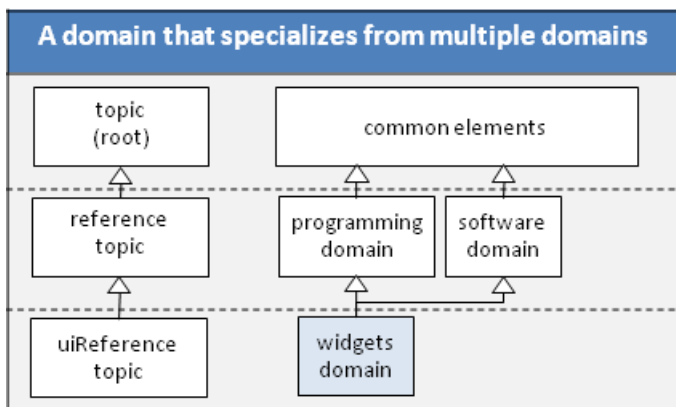 A domain that specializes from multiple domains
topic
(root)
common elements
reference
topic
programming
domain
software
domain
uiReference
topic
widgets
domain